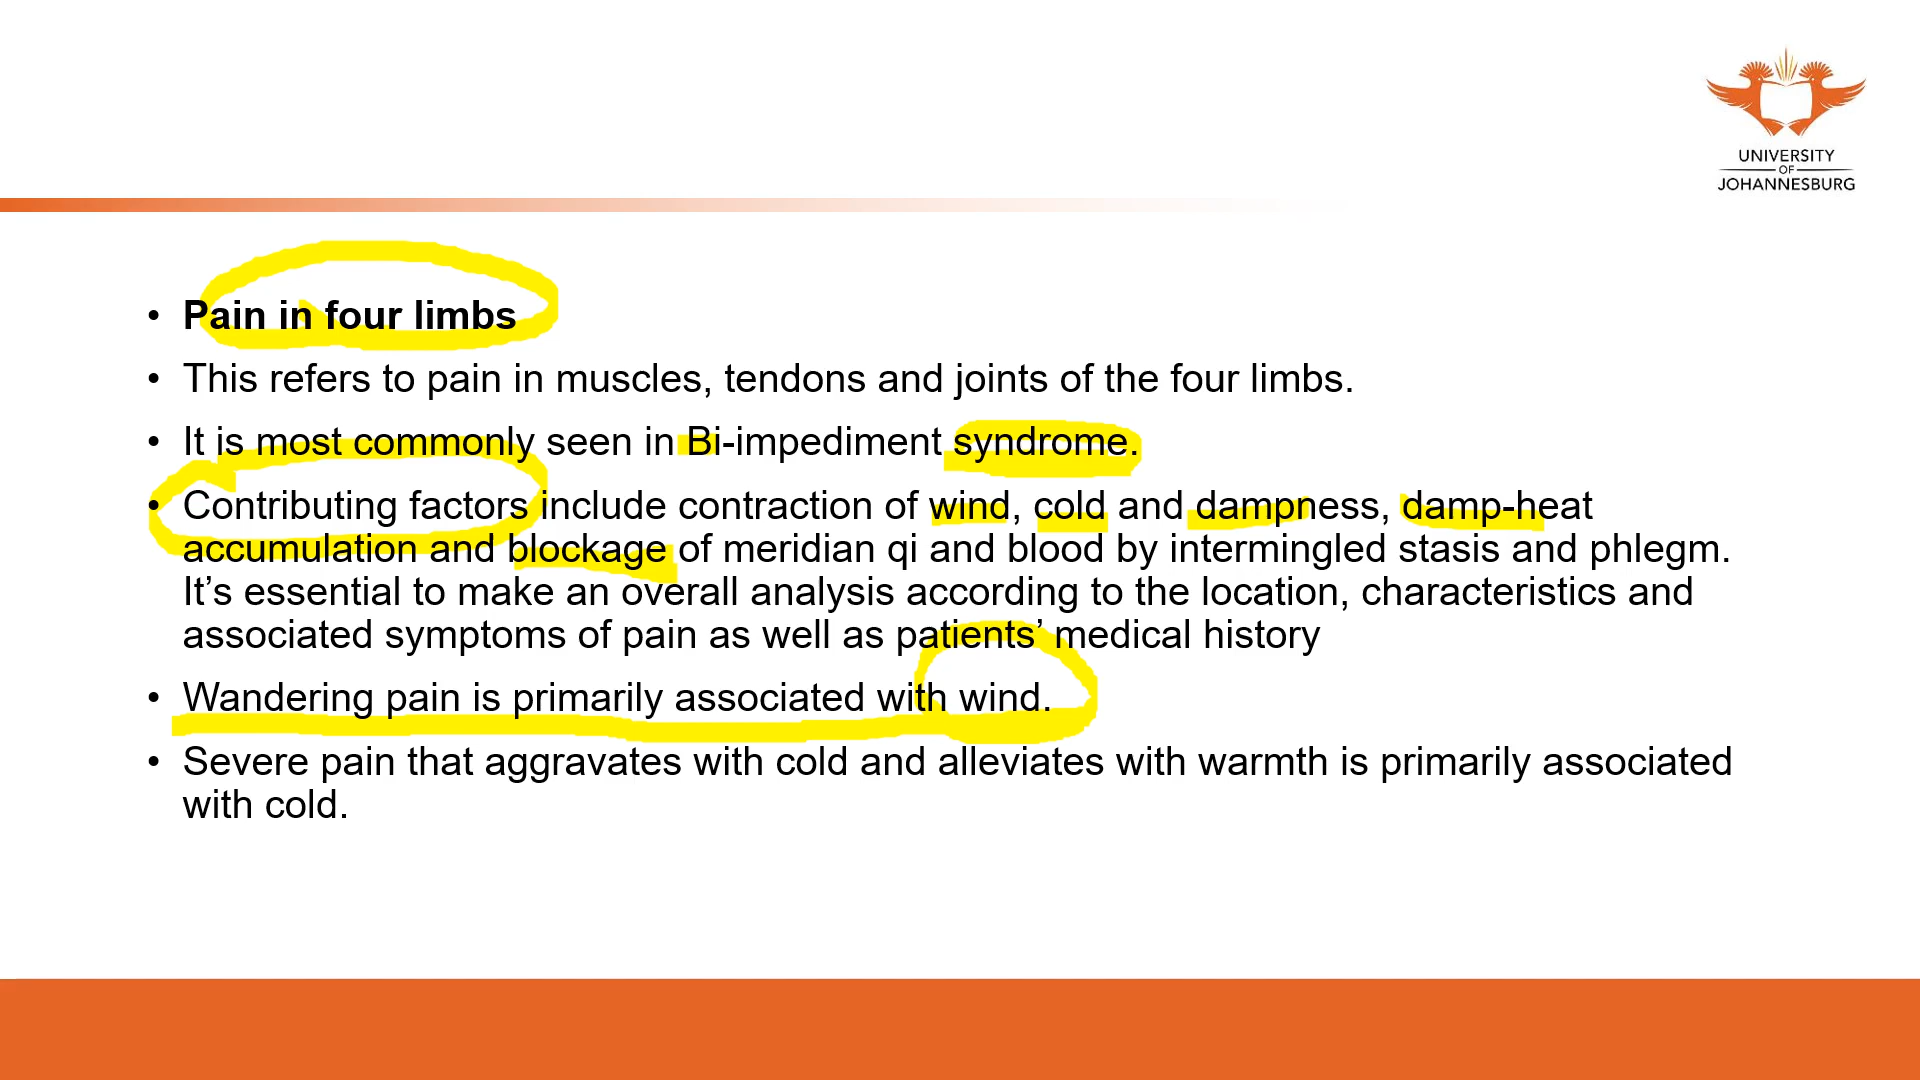 UNIVERSITY
OF
JOHANNESBURG
• Pain in four limbs
• This refers to pain in muscles, tendons and joints of the four limbs.
• It is most commonly seen in Bi-impediment syndrome.
• Contributing factors include contraction of wind, cold and dampness, damp-heat
accumulation and blockage of meridian qi and blood by intermingled stasis and phlegm.
It’s essential to make an overall analysis according to the location, characteristics and
associated symptoms of pain as well as patients’ medical history
• Wandering pain is primarily associated with wind.
• Severe pain that aggravates with cold and alleviates with warmth is primarily associated
with cold.